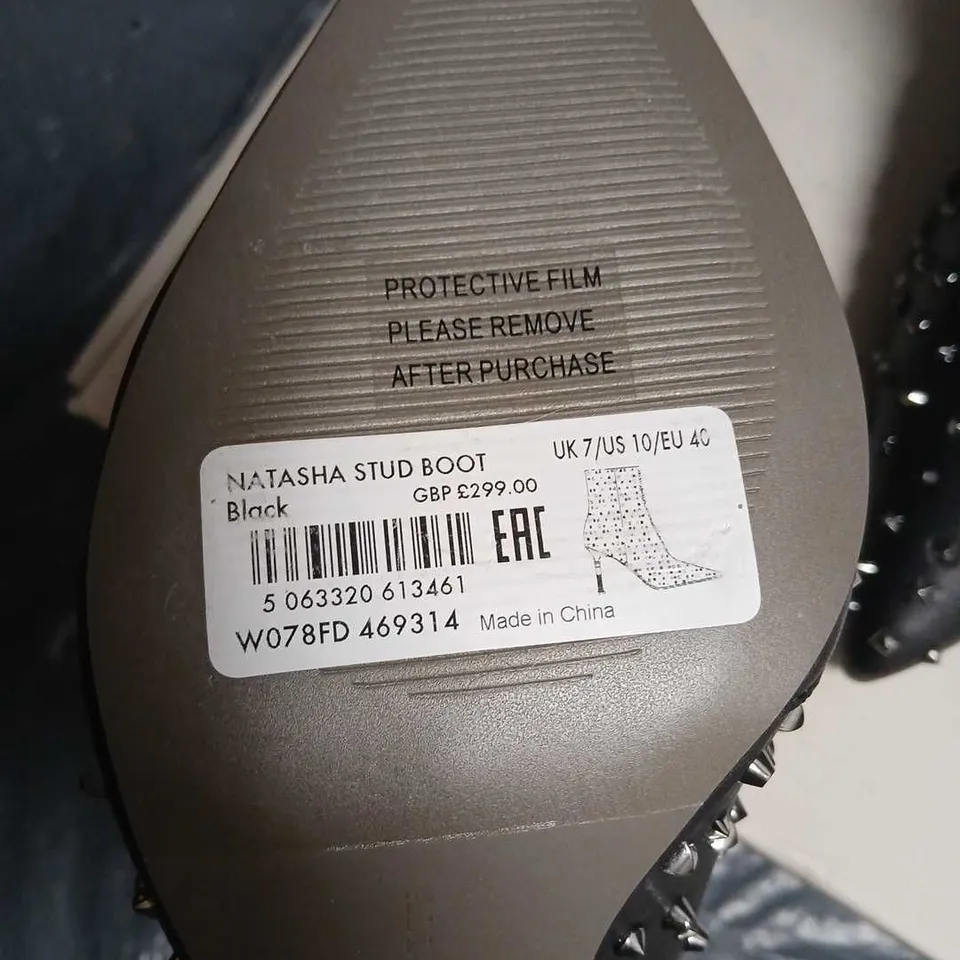 PROTECTIVE FILM
PLEASE REMOVE
AFTER PURCHASE
NATASHA STUD BOOT
UK 7/US 10/EU 40
Black
GBP £299.00
EAC
5 063320 613461
W078FD 469314
Made in China